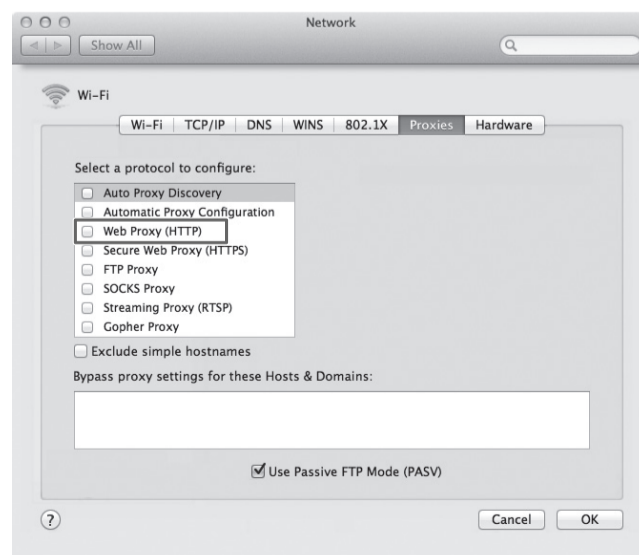 Network
Show All
Wi-Fi
Wi-Fi TCP/IP DNS WINS 802.1X Proxies Hardware
Select a protocol to configure:
Auto Proxy Discovery
Automatic Proxy Configuration
Web Proxy (HTTP)
Secure Web Proxy (HTTPS)
FTP Proxy
SOCKS Proxy
Streaming Proxy (RTSP)
Gopher Proxy
Exclude simple hostnames
Bypass proxy settings for these Hosts & Domains:
Use Passive FTP Mode (PASV)
? Cancel OK